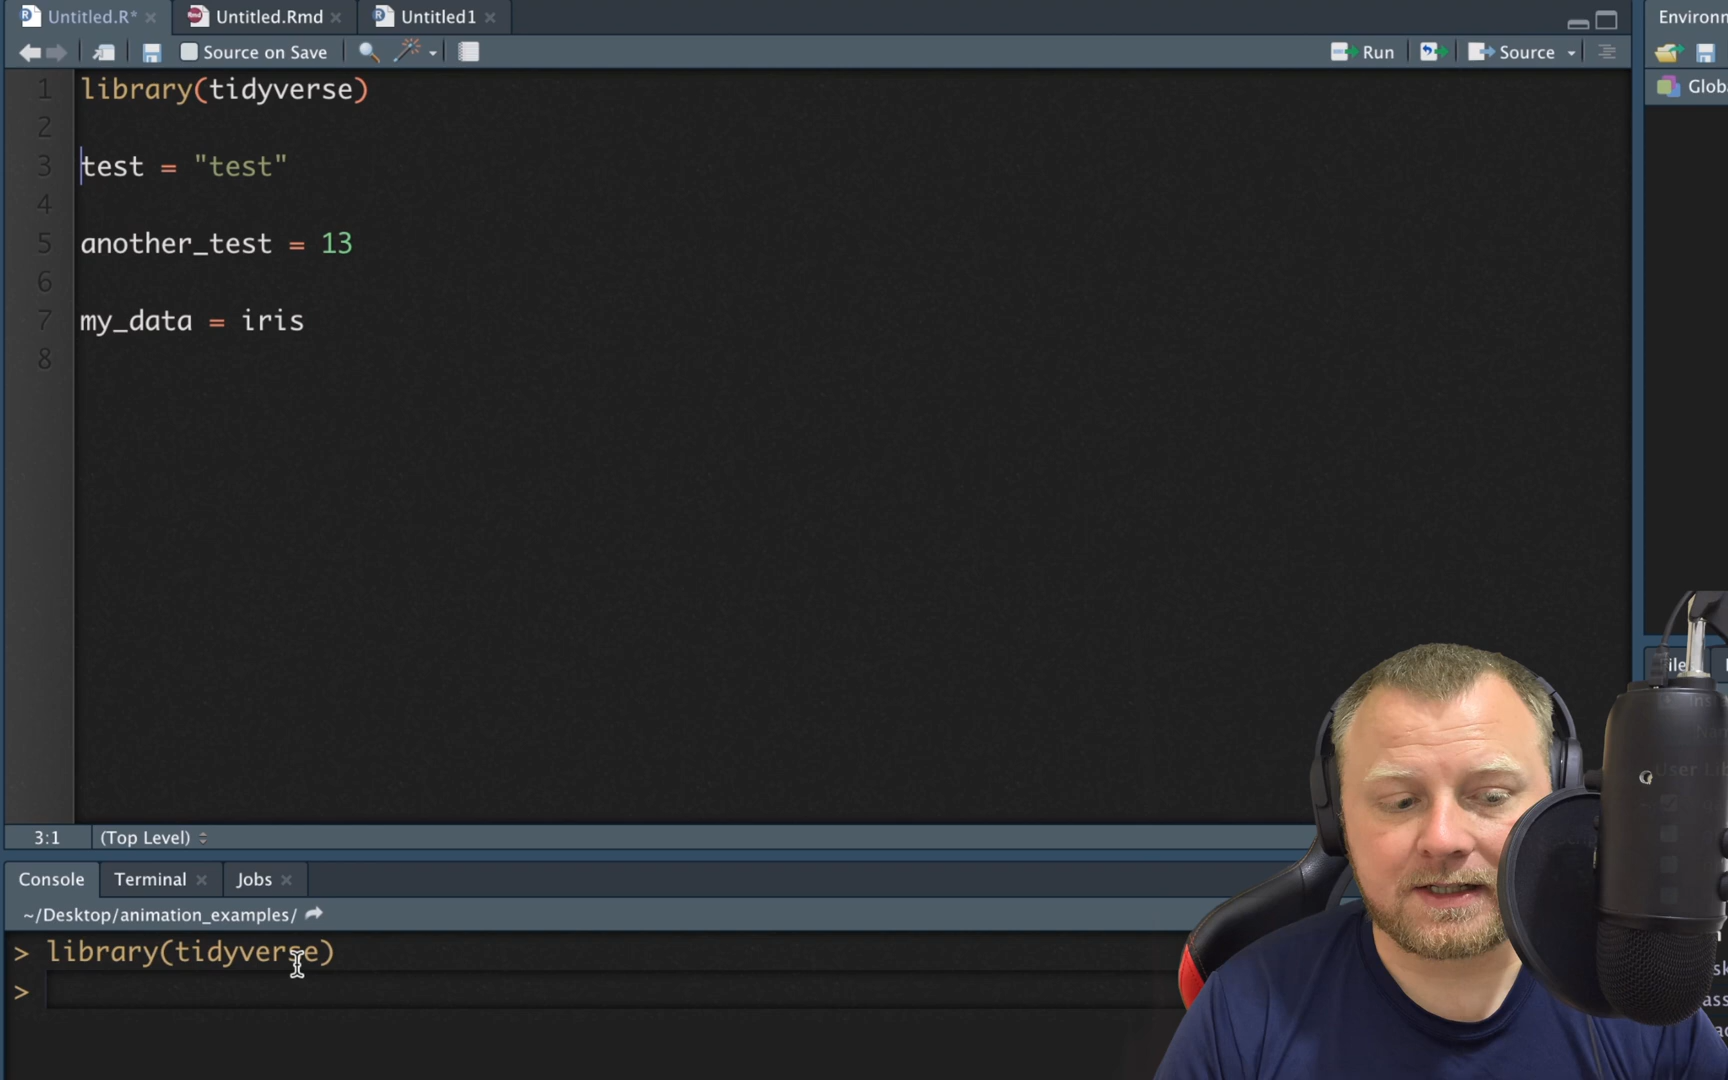 Untitled.R* × Untitled.Rmd × Untitled1 ×
Source on Save Run Source
1 library(tidyverse)
2
3 test = "test"
4
5 another_test = 13
6
7 my_data = iris
8
3:1 (Top Level)
Console Terminal × Jobs ×
~/Desktop/animation_examples/
> library(tidyverse)
>
Environ
Glob